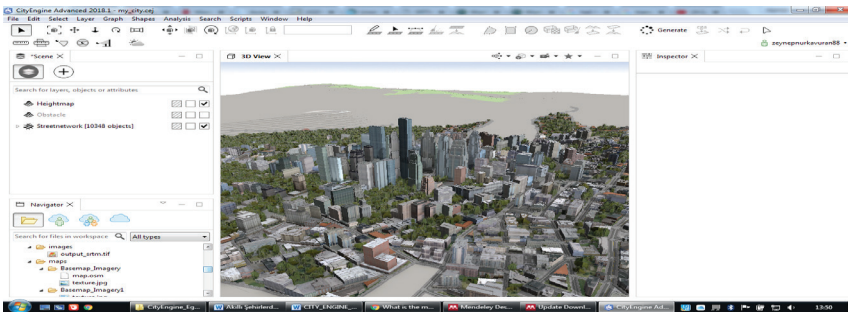 CityEngine Advanced 2018.1 - my_city.cej
File Edit Select Layer Graph Shapes Analysis Search Scripts Window Help
Generate
zeynepnurkavuran88
*Scene
3D View
Inspector
Search for layers, objects or attributes
Heightmap
Obstacle
Streetnetwork [10348 objects]
Navigator
Search for files in workspace
All types
images
output_srtm.tif
maps
Basemap_Imagery
map.osm
texture.jpg
Basemap_Imagery1
CityEngine_Eg...
Akıllı Şehirlerd...
CITY_ENGINE_...
What is the m...
Mendeley Des...
Update Downl...
CityEngine Ad...
13:50